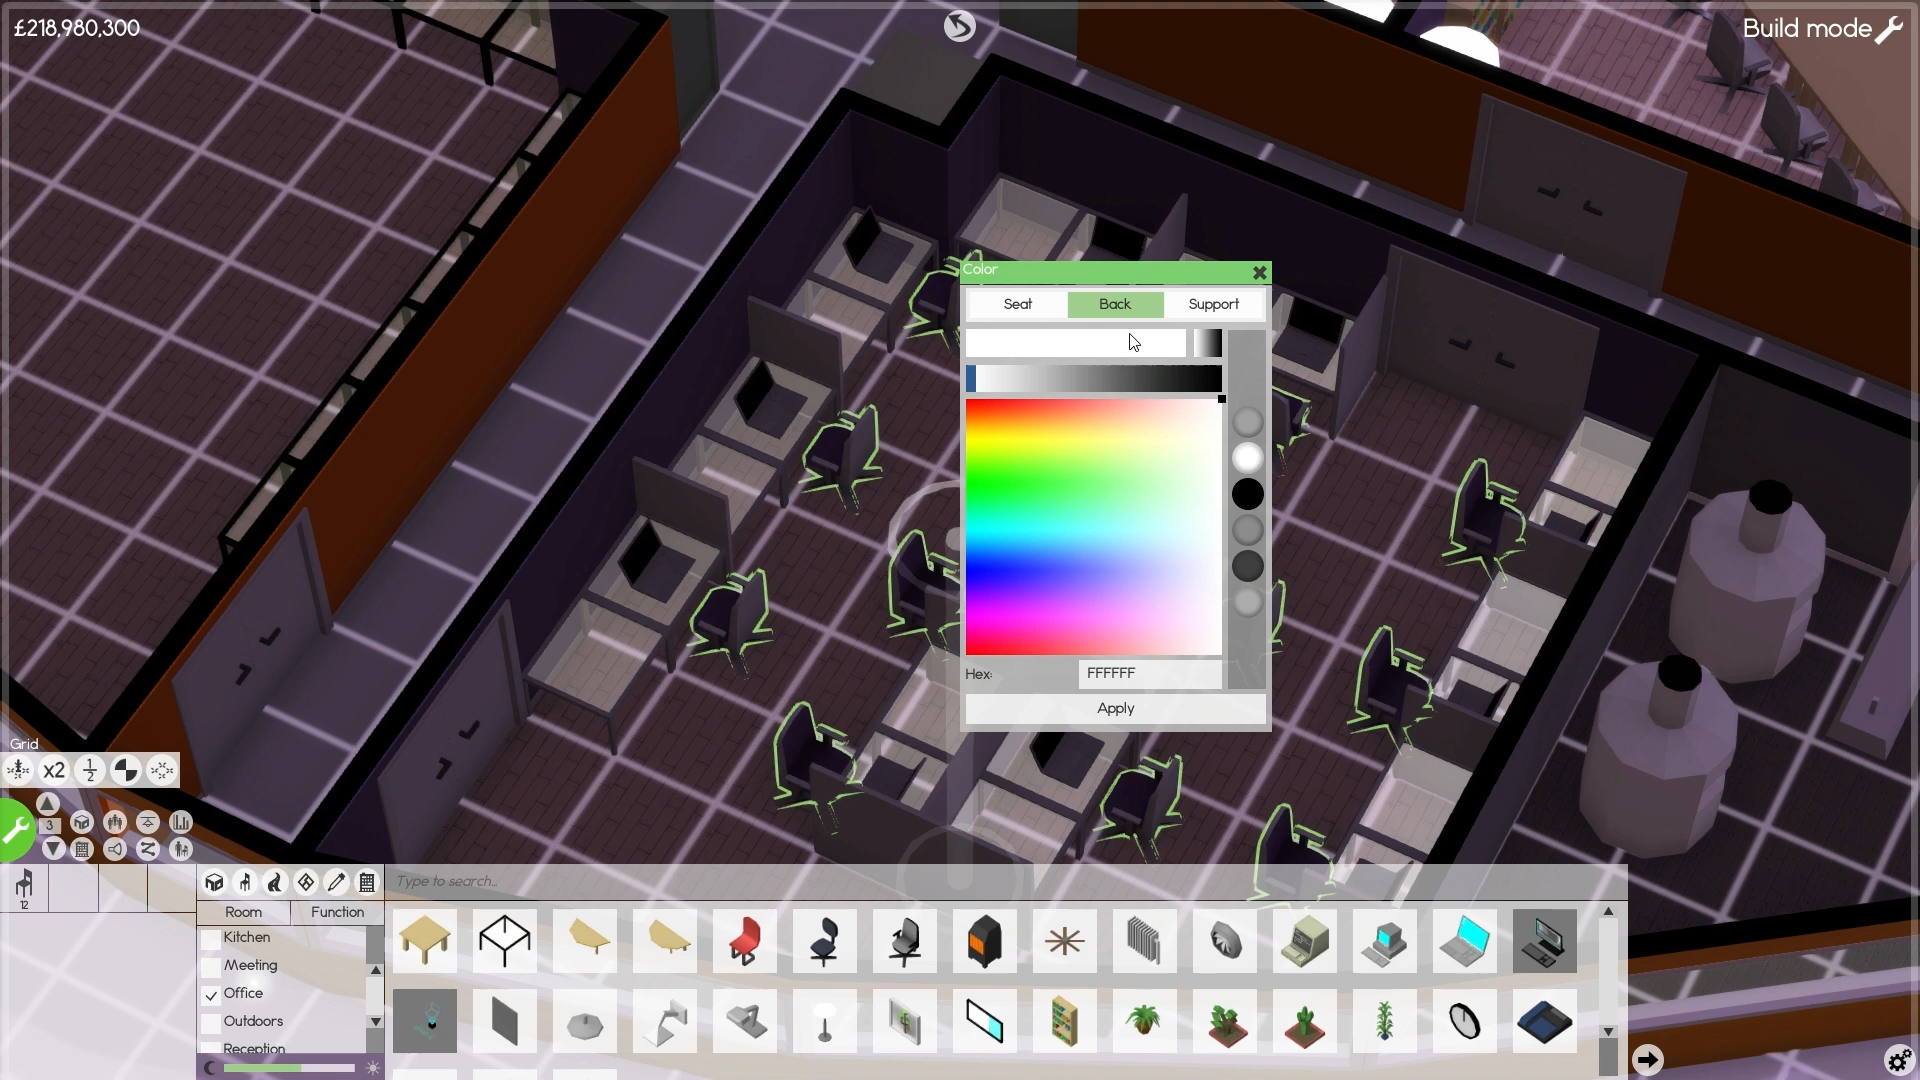 £218,980,300
Build mode
Color
Seat Back Support
Hex: FFFFFF
Apply
Grid
x2 1/2
3
12
Type to search...
Room Function
Kitchen
Meeting
Office
Outdoors
Reception